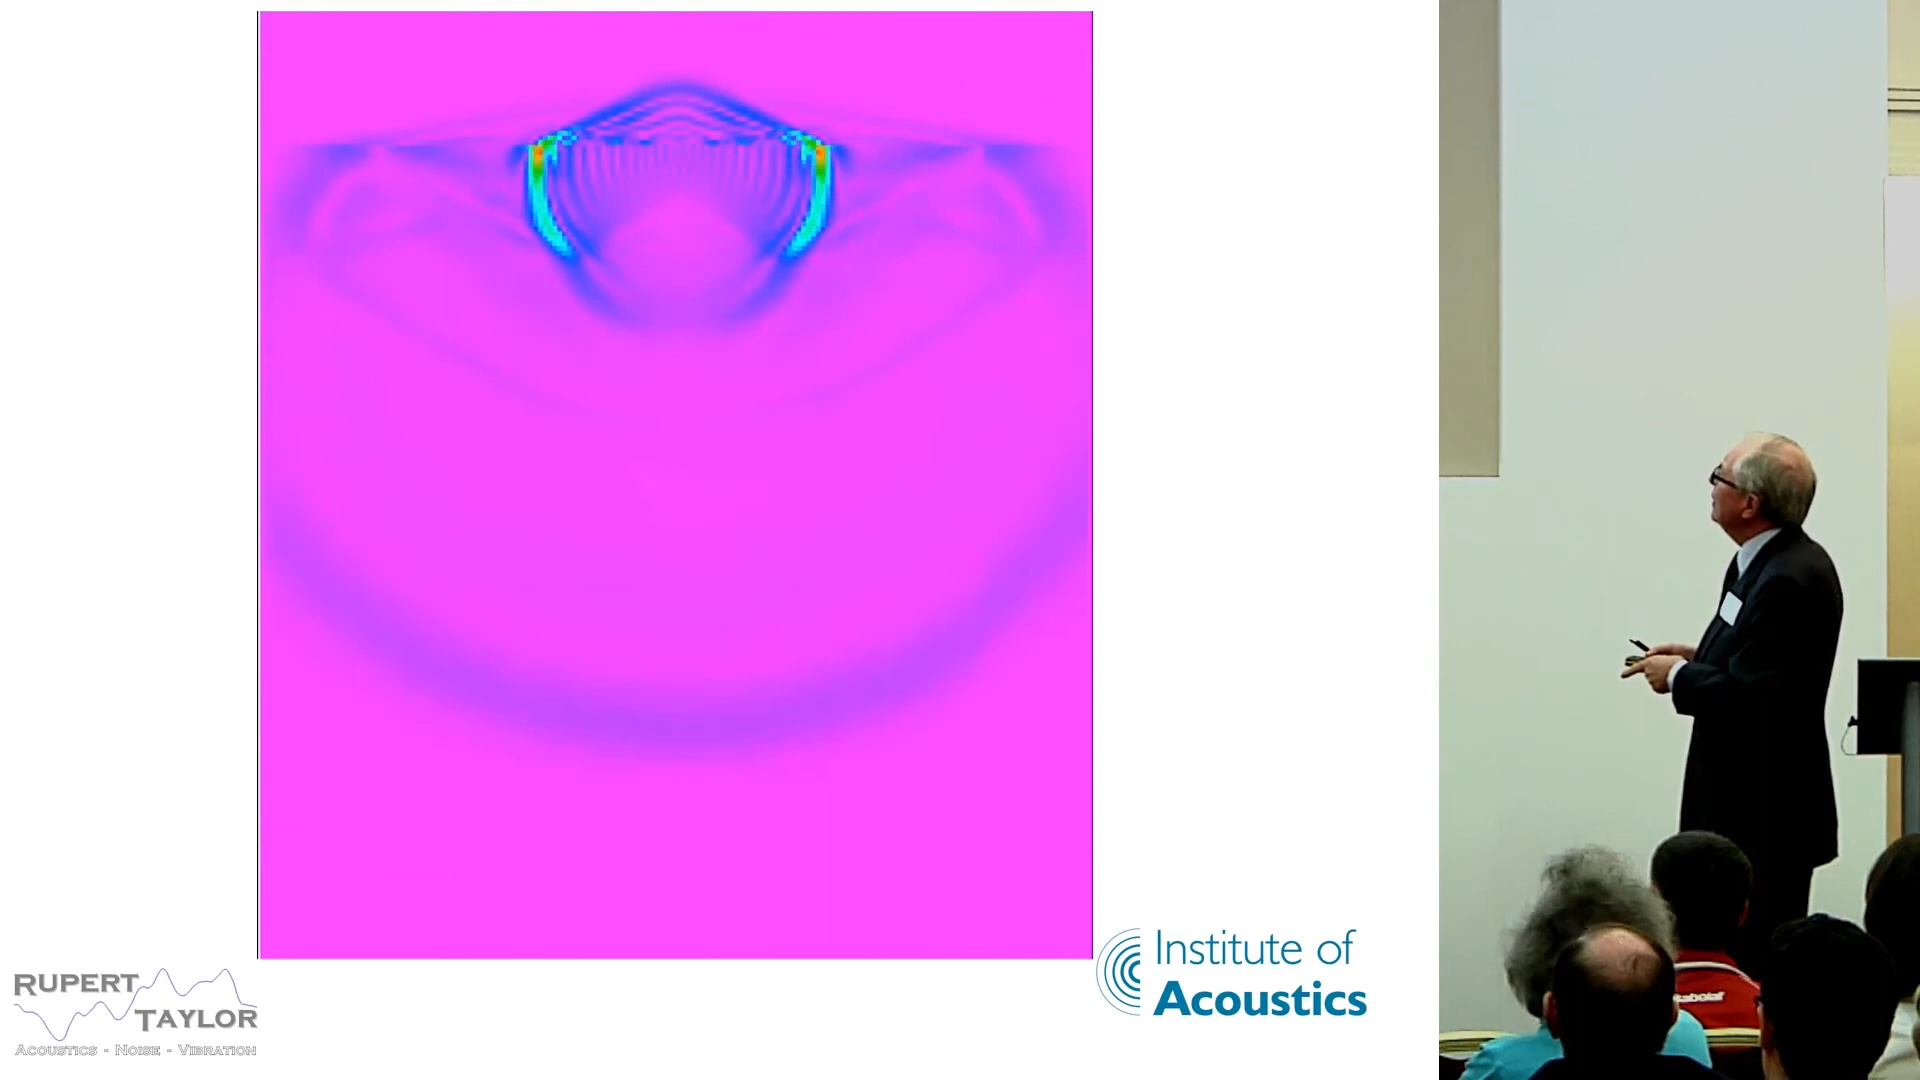 RUPERT
TAYLOR
ACOUSTICS - NOISE - VIBRATION
Institute of
Acoustics